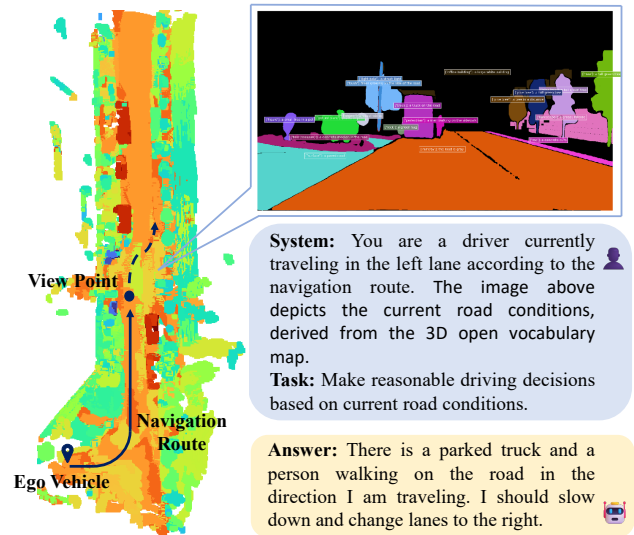 View Point
Navigation
Route
Ego Vehicle
System: You are a driver currently
traveling in the left lane according to the
navigation route. The image above
depicts the current road conditions,
derived from the 3D open vocabulary
map.
Task: Make reasonable driving decisions
based on current road conditions.
Answer: There is a parked truck and a
person walking on the road in the
direction I am traveling. I should slow
down and change lanes to the right.